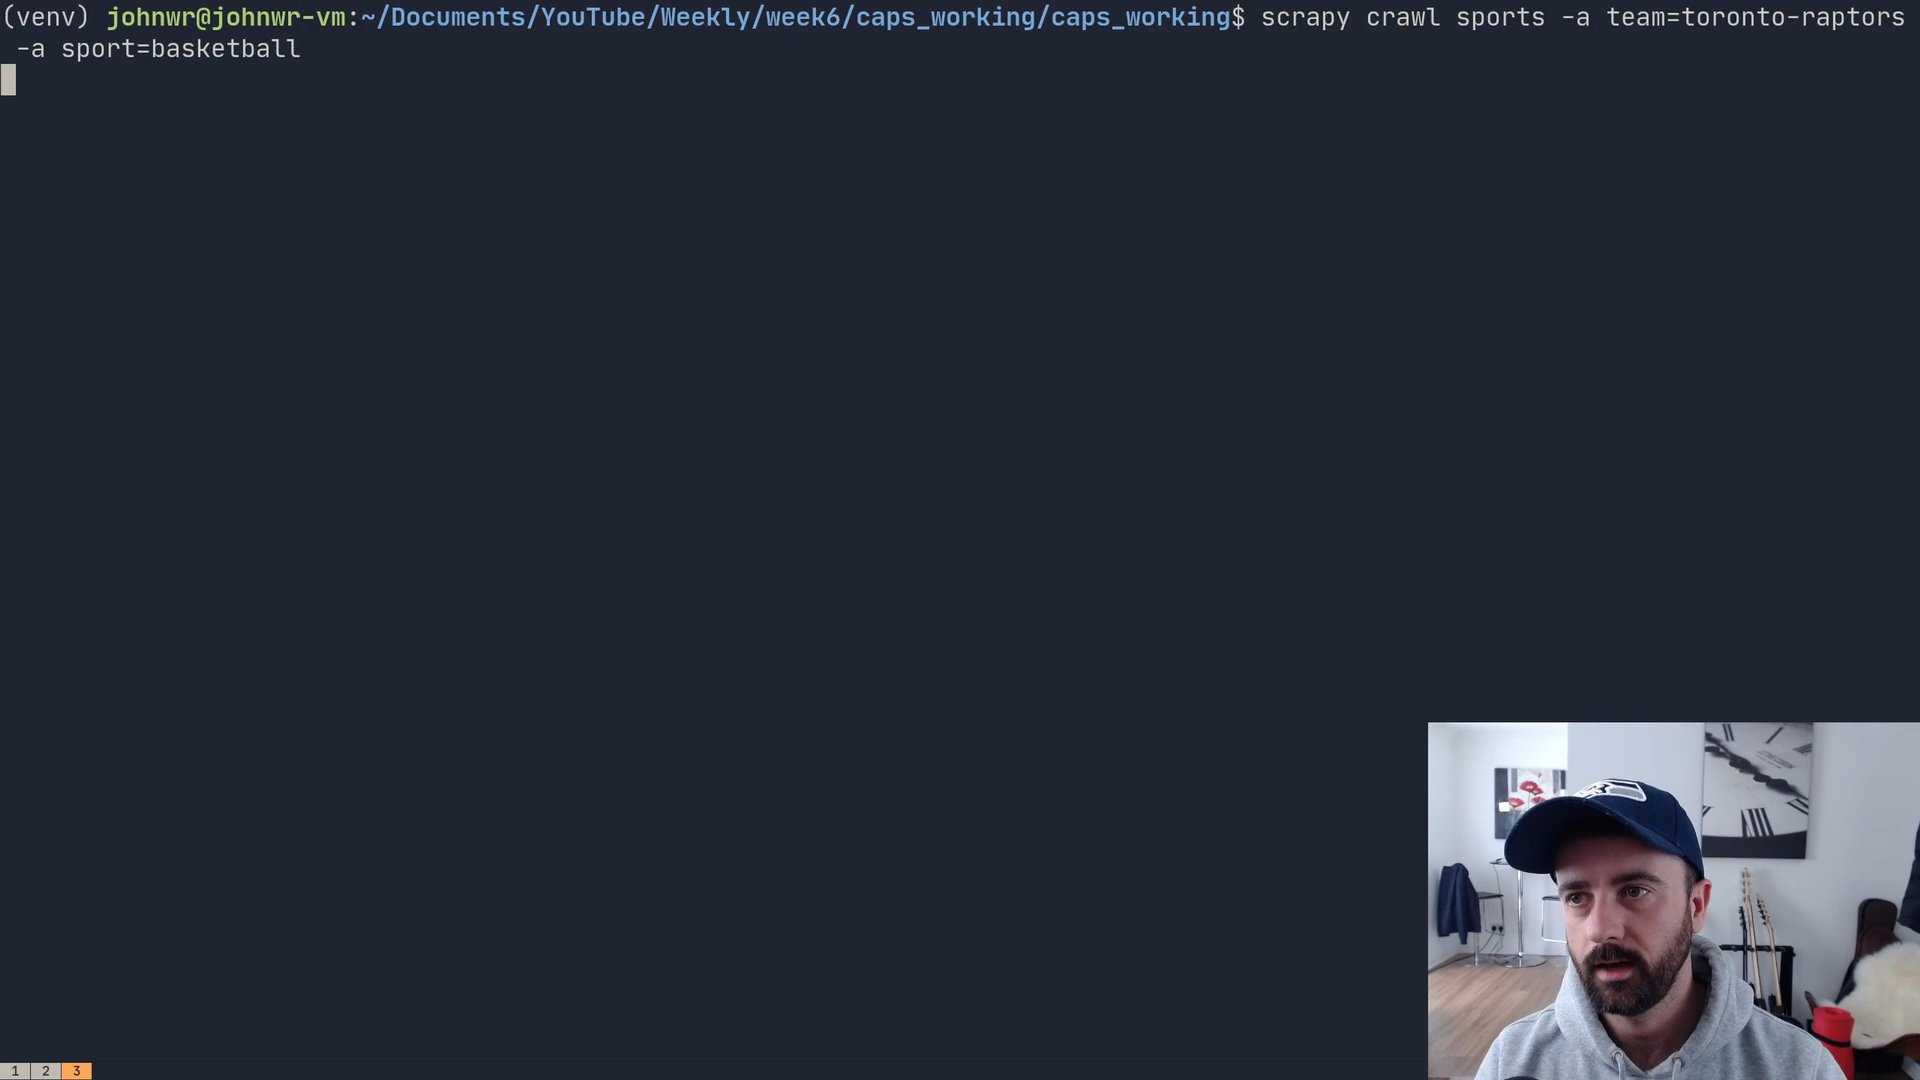 (venv) johnwr@johnwr-vm:~/Documents/YouTube/Weekly/week6/caps_working/caps_working$ scrapy crawl sports -a team=toronto-raptors
-a sport=basketball
1 2 3